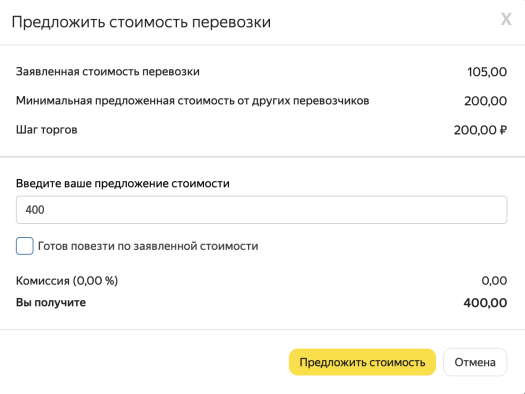 Предложить стоимость перевозки
X
Заявленная стоимость перевозки 105,00
Минимальная предложенная стоимость от других перевозчиков 200,00
Шаг торгов 200,00 ₽
Введите ваше предложение стоимости
400
Готов повезти по заявленной стоимости
Комиссия (0,00 %) 0,00
Вы получите 400,00
Предложить стоимость Отмена